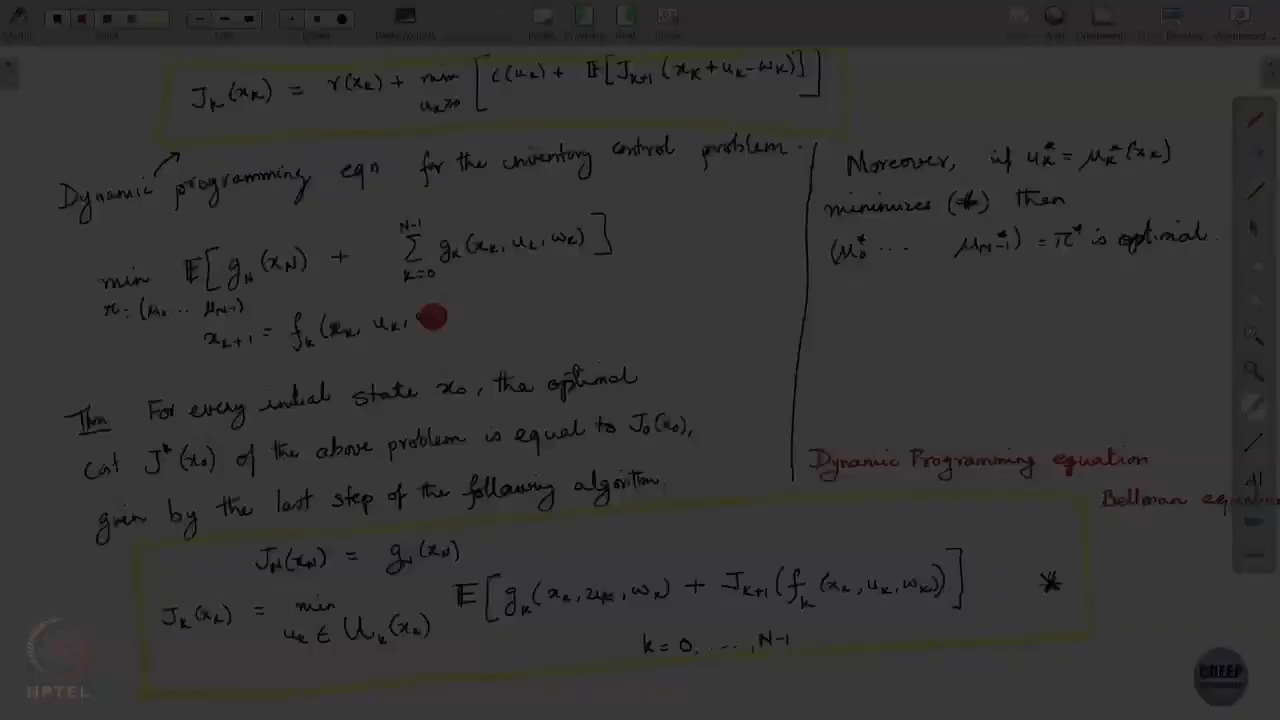 J_k(x_k) = r(x_k) + min_{u_k≥0} [ c(u_k) + 𝔼[J_{k+1}(x_k + u_k - w_k)] ]
Dynamic programming eqn for the inventory control problem.
min_{π=(μ_0 ... μ_{N-1})} 𝔼[ g_N(x_N) + Σ_{k=0}^{N-1} g_k(x_k, u_k, w_k) ]
x_{k+1} = f_k(x_k, u_k,
Thm For every initial state x_0, the optimal
cost J*(x_0) of the above problem is equal to J_0(x_0),
given by the last step of the following algorithm.
J_N(x_N) = g_N(x_N)
J_k(x_k) = min_{u_k ∈ U_k(x_k)} 𝔼[ g_k(x_k, u_k, w_k) + J_{k+1}(f_k(x_k, u_k, w_k)) ] *
k = 0, ...., N-1
Moreover, if u_k^* = μ_k^*(x_k)
minimizes (*) then
(μ_0^* ... μ_{N-1}^*) = π* is optimal.
Dynamic Programming equation
Bellman equation
NPTEL
CREEP